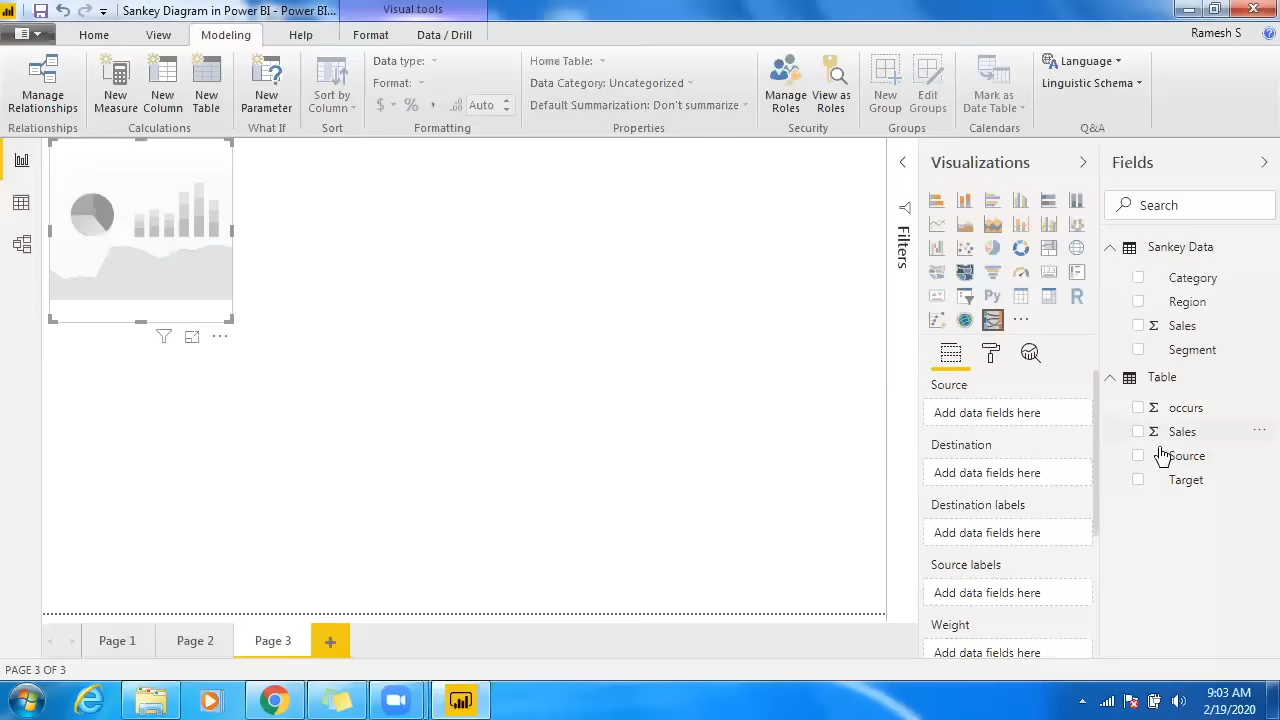 Sankey Diagram in Power BI - Power BI...
Visual tools
Home
View
Modeling
Help
Format
Data / Drill
Ramesh S
Manage
Relationships
New
Measure
New
Column
New
Table
New
Parameter
Sort by
Column
Data type:
Format:
$ % , Auto
Home Table:
Data Category: Uncategorized
Default Summarization: Don't summarize
Manage
Roles
View as
Roles
New
Group
Edit
Groups
Mark as
Date Table
Language
Linguistic Schema
Relationships
Calculations
What If
Sort
Formatting
Properties
Security
Groups
Calendars
Q&A
Filters
Visualizations
Py
R
Source
Add data fields here
Destination
Add data fields here
Destination labels
Add data fields here
Source labels
Add data fields here
Weight
Add data fields here
Fields
Search
Sankey Data
Category
Region
Σ Sales
Segment
Table
Σ occurs
Σ Sales
Source
Target
Page 1
Page 2
Page 3
PAGE 3 OF 3
9:03 AM
2/19/2020